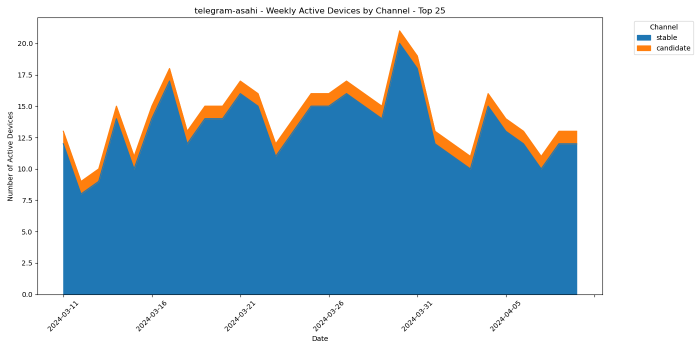 telegram-asahi - Weekly Active Devices by Channel - Top 25
Channel
stable
candidate
Number of Active Devices
20.0
17.5
15.0
12.5
10.0
7.5
5.0
2.5
0.0
2024-03-11
2024-03-16
2024-03-21
2024-03-26
2024-03-31
2024-04-05
Date